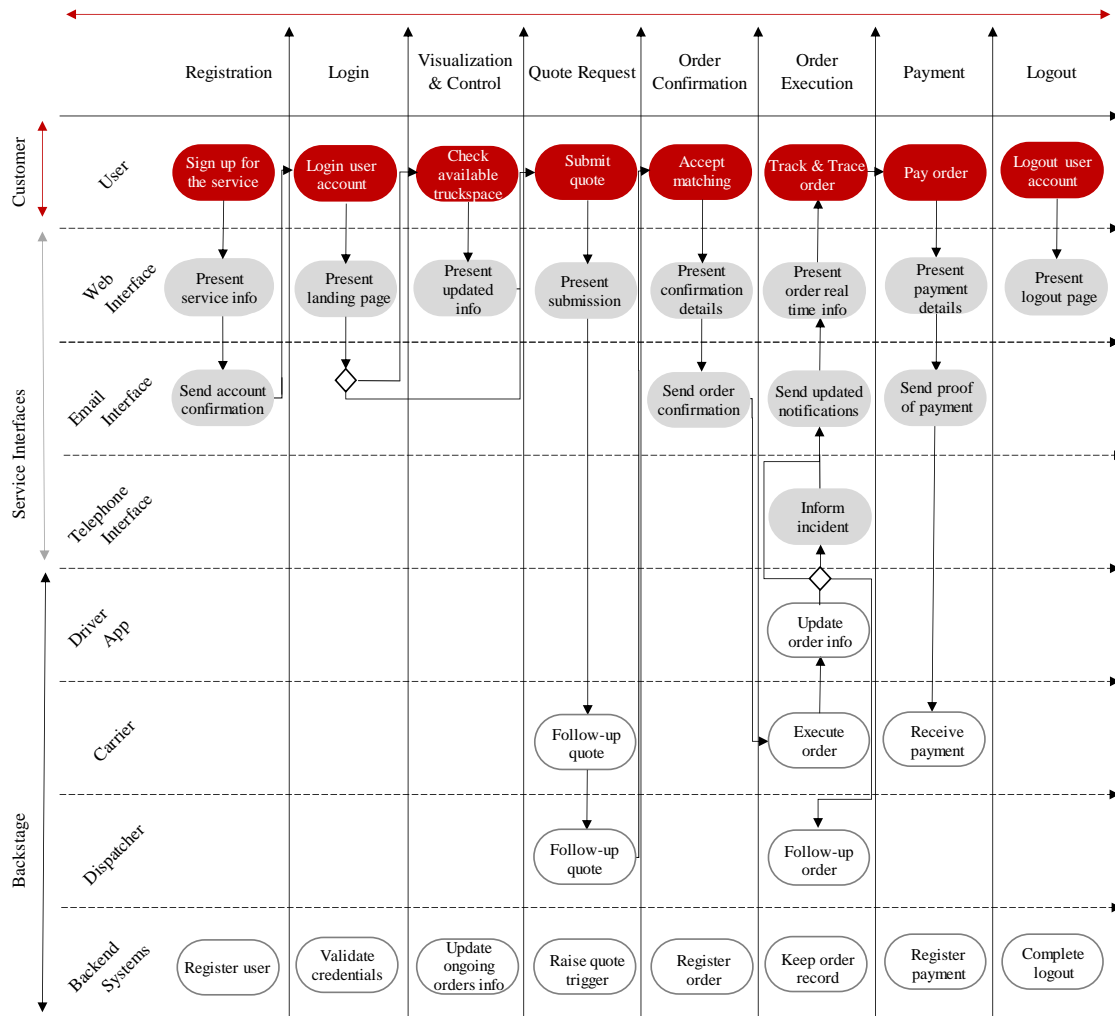 Registration
Login
Visualization
& Control
Quote Request
Order
Confirmation
Order
Execution
Payment
Logout
Customer
User
Sign up for
the service
Login user
account
Check
available
truckspace
Submit
quote
Accept
matching
Track & Trace
order
Pay order
Logout user
account
Service Interfaces
Web
Interface
Present
service info
Present
landing page
Present
updated
info
Present
submission
Present
confirmation
details
Present
order real
time info
Present
payment
details
Present
logout page
Email
Interface
Send account
confirmation
Send order
confirmation
Send updated
notifications
Send proof
of payment
Telephone
Interface
Inform
incident
Backstage
Driver
App
Update
order info
Carrier
Follow-up
quote
Execute
order
Receive
payment
Dispatcher
Follow-up
quote
Follow-up
order
Backend
Systems
Register user
Validate
credentials
Update
ongoing
orders info
Raise quote
trigger
Register
order
Keep order
record
Register
payment
Complete
logout